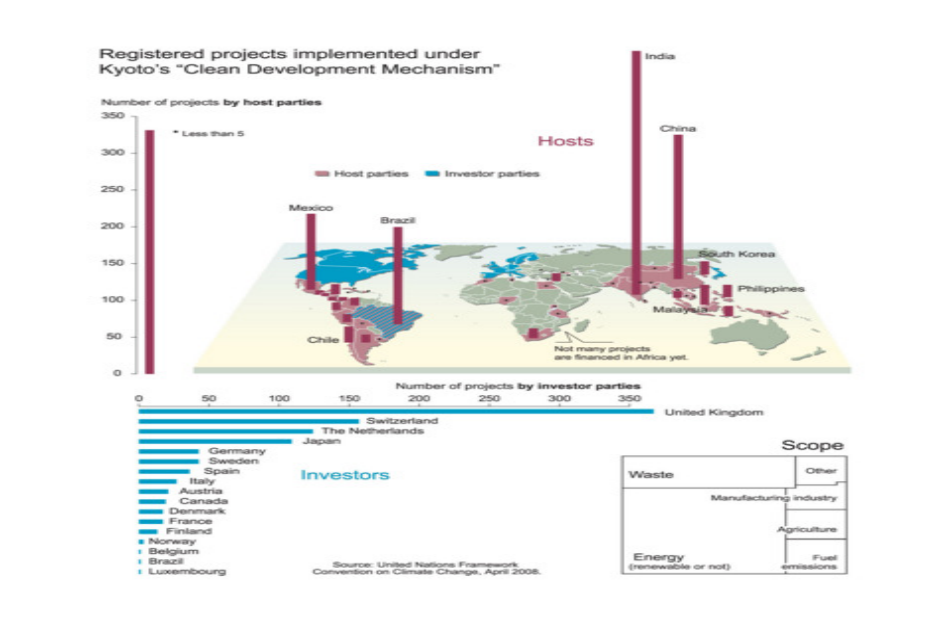 Registered projects implemented under
Kyoto's "Clean Development Mechanism"
Number of projects by host parties
350
300
250
200
150
100
50
0
* Less than 5
Hosts
Host parties
Investor parties
India
China
Mexico
Brazil
South Korea
Philippines
Malaysia
Chile
Not many projects
are financed in Africa yet.
Number of projects by investor parties
0 50 100 150 200 250 300 350
United Kingdom
Switzerland
The Netherlands
Japan
Germany
Sweden
Spain
Italy
Austria
Canada
Denmark
France
Finland
Norway
Belgium
Brazil
Luxembourg
Investors
Source: United Nations Framework
Convention on Climate Change, April 2008.
Scope
Waste
Other
Manufacturing industry
Agriculture
Energy
(renewable or not)
Fuel
emissions